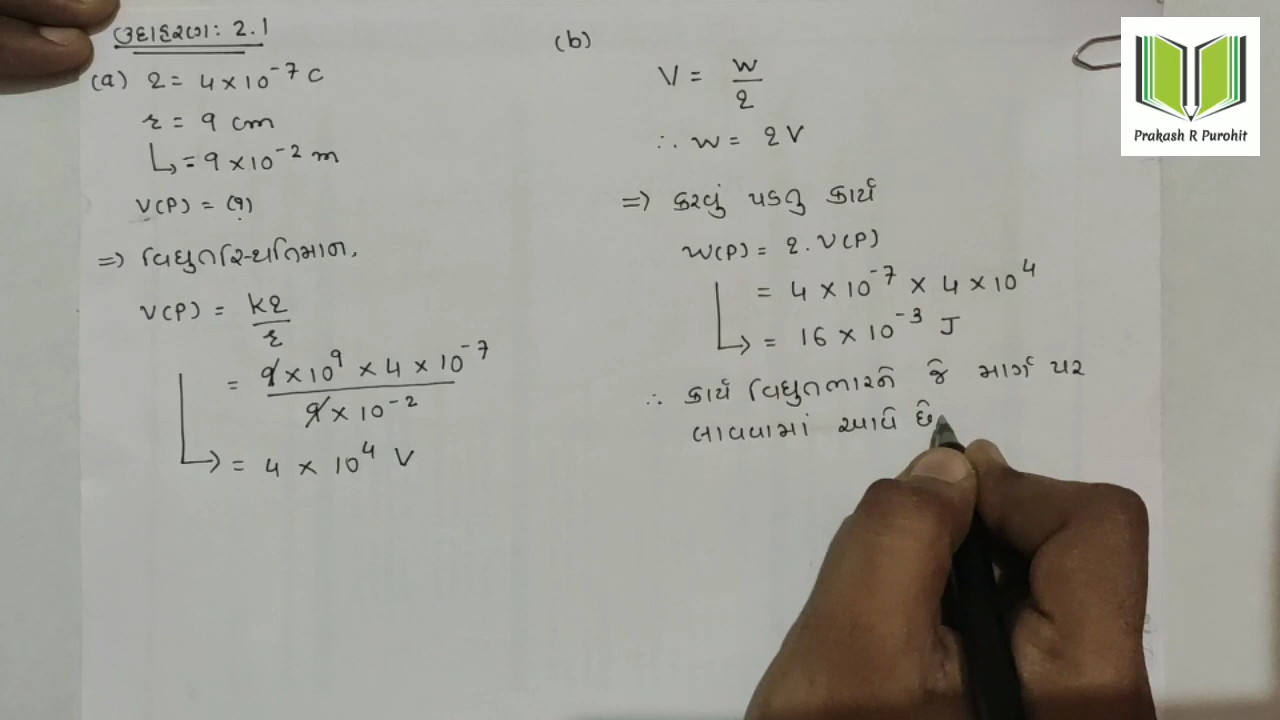 ઉદાહરણ: 2.1
(a) q = 4 × 10⁻⁷ C
r = 9 cm
↳ = 9 × 10⁻² m
V(P) = (?)
⇒ વિદ્યુતસ્થિતિમાન,
V(P) = kq / r
= 9 × 10⁹ × 4 × 10⁻⁷ / 9 × 10⁻²
↳ = 4 × 10⁴ V
(b)
V = W / q
∴ W = qV
⇒ કરવું પડતું કાર્ય
W(P) = q . V(P)
= 4 × 10⁻⁷ × 4 × 10⁴
↳ = 16 × 10⁻³ J
∴ કાર્ય વિદ્યુતભારને જે માર્ગ પર
લાવવામાં આવે છે
Prakash R Purohit